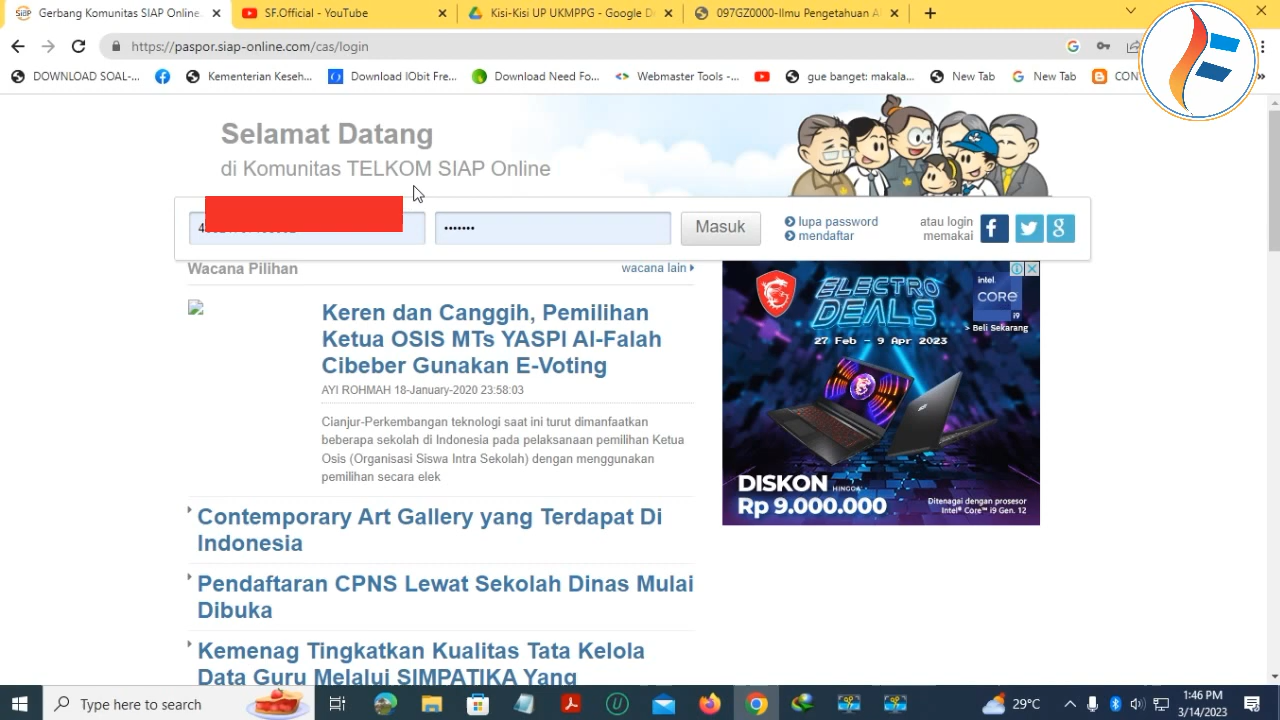 Gerbang Komunitas SIAP Online
SF.Official - YouTube
Kisi-Kisi UP UKMPPG - Google D
097GZ0000-Ilmu Pengetahuan A
https://paspor.siap-online.com/cas/login
DOWNLOAD SOAL-...
Kementerian Keseh...
Download IObit Fre...
Download Need Fo...
Webmaster Tools -...
gue banget: makala...
New Tab
New Tab
CON
Selamat Datang
di Komunitas TELKOM SIAP Online
•••••••
Masuk
lupa password
mendaftar
atau login
memakai
Wacana Pilihan
wacana lain
Keren dan Canggih, Pemilihan
Ketua OSIS MTs YASPI Al-Falah
Cibeber Gunakan E-Voting
AYI ROHMAH 18-January-2020 23:58:03
Cianjur-Perkembangan teknologi saat ini turut dimanfaatkan
beberapa sekolah di Indonesia pada pelaksanaan pemilihan Ketua
Osis (Organisasi Siswa Intra Sekolah) dengan menggunakan
pemilihan secara elek
Contemporary Art Gallery yang Terdapat Di
Indonesia
Pendaftaran CPNS Lewat Sekolah Dinas Mulai
Dibuka
Kemenag Tingkatkan Kualitas Tata Kelola
Data Guru Melalui SIMPATIKA Yang
ELECTRO
DEALS
27 Feb - 9 Apr 2023
intel.
CORE
i9
> Beli Sekarang
DISKON HINGGA
Rp 9.000.000
Ditenagai dengan prosesor
Intel® Core™ i9 Gen. 12
Type here to search
29°C
1:46 PM
3/14/2023